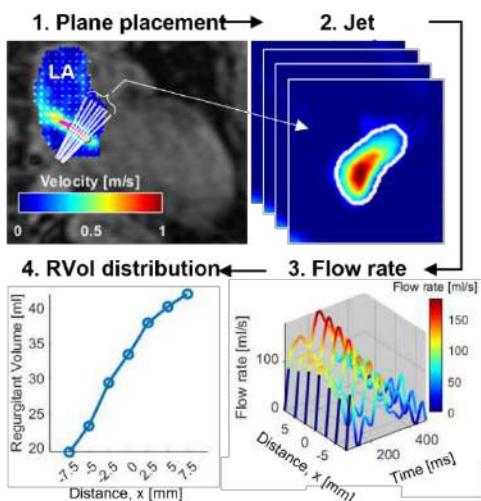 1. Plane placement
2. Jet
LA
Velocity [m/s]
0 0.5 1
4. RVol distribution
3. Flow rate
Regurgitant Volume [ml]
40
35
30
25
20
-7.5 -5 -2.5 0 2.5 5 7.5
Distance, x [mm]
Flow rate [ml/s]
150
100
50
0
Flow rate [ml/s]
100
0
5 0 -5
Distance, x [mm]
200 400
Time [ms]